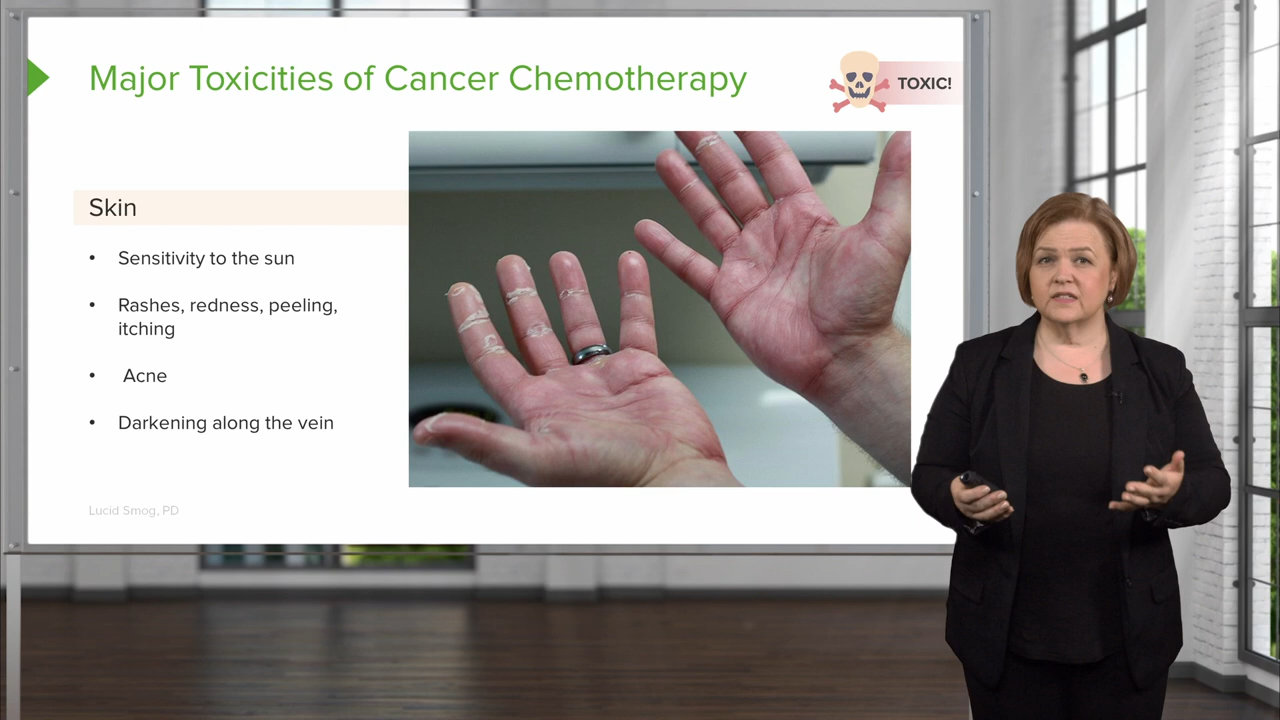 Major Toxicities of Cancer Chemotherapy
TOXIC!
Skin
• Sensitivity to the sun
• Rashes, redness, peeling,
itching
• Acne
• Darkening along the vein
Lucid Smog, PD